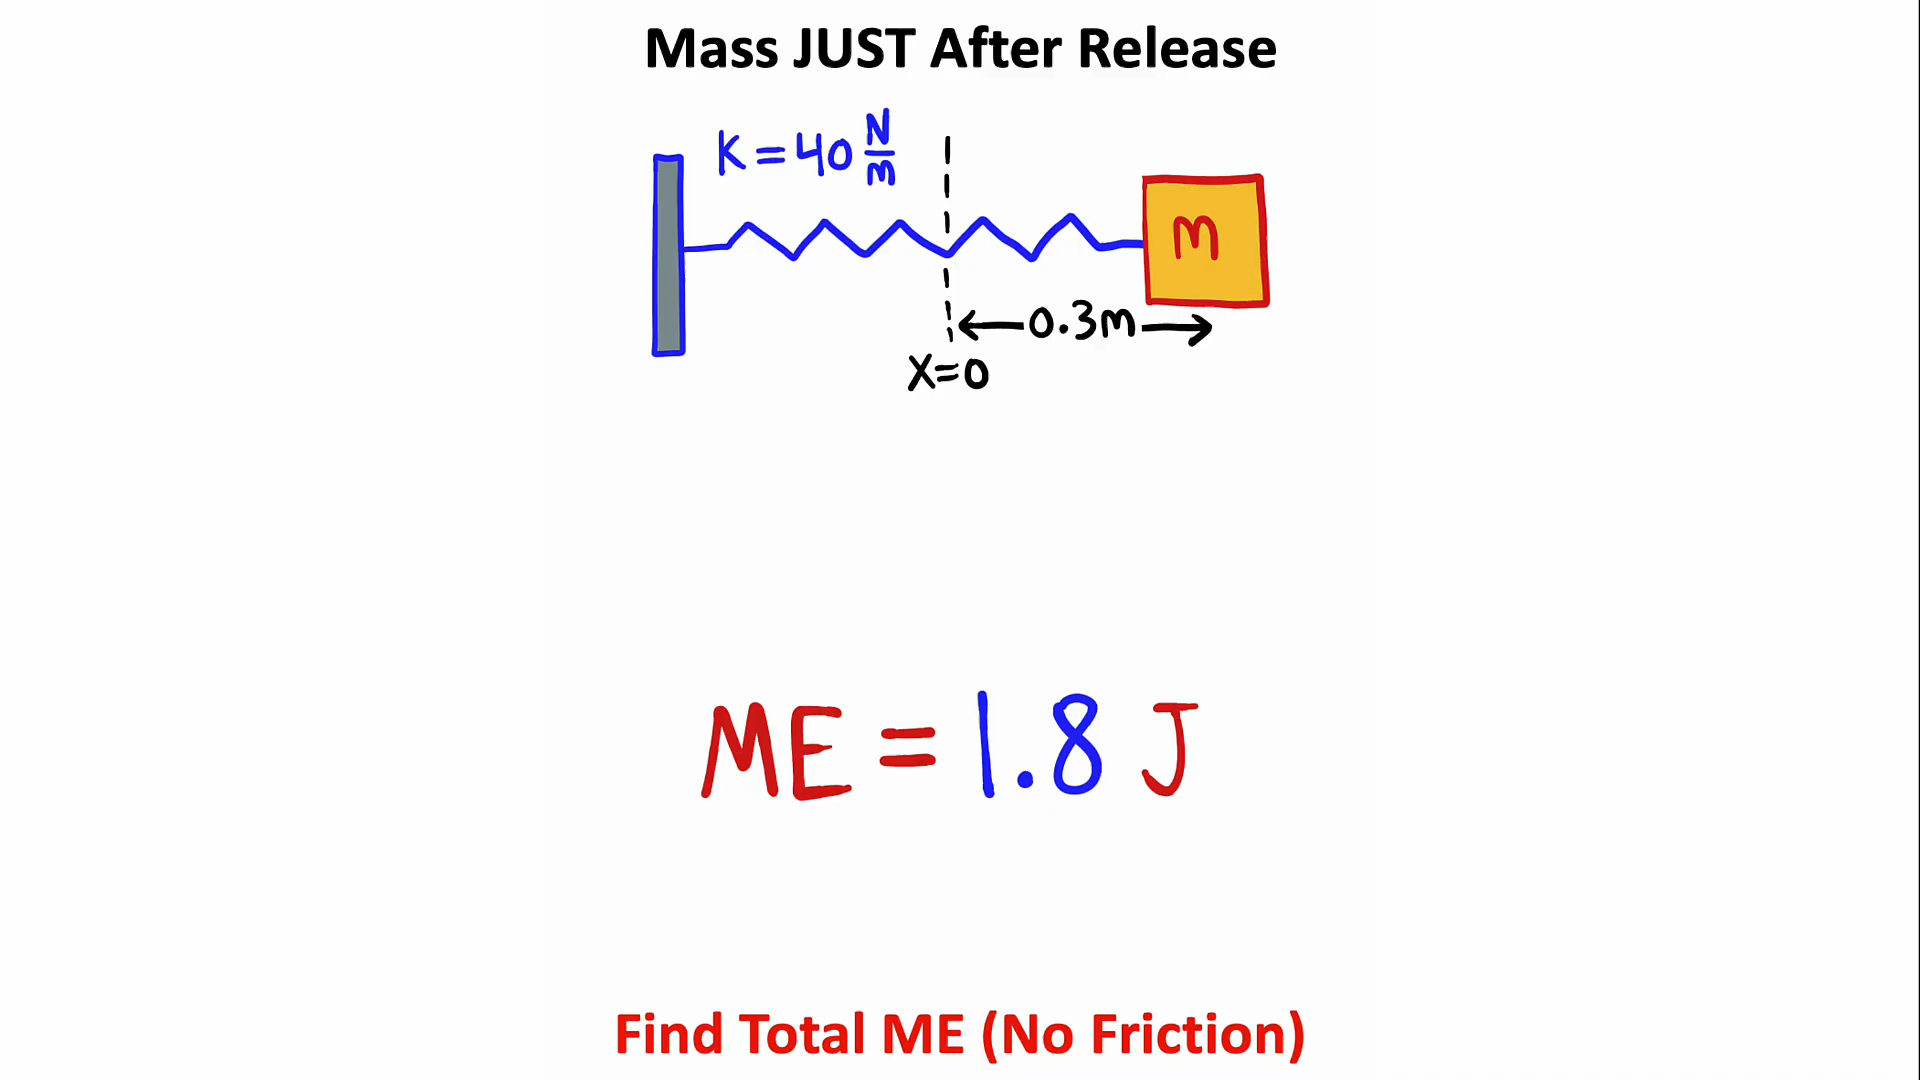 Mass JUST After Release
K = 40 N/m
m
0.3m
X=0
ME = 1.8 J
Find Total ME (No Friction)